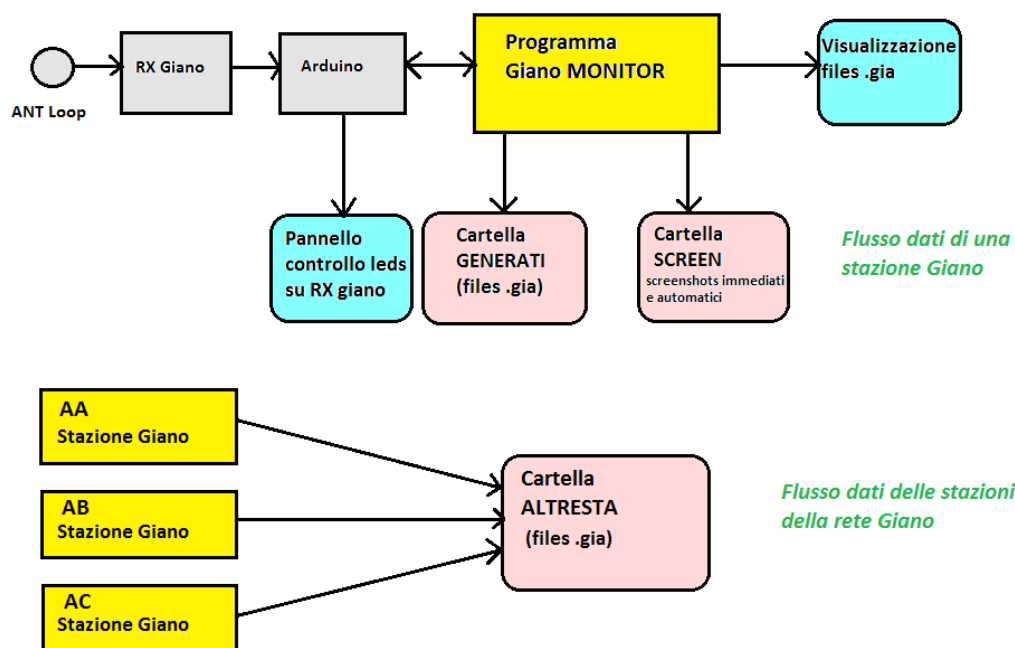 ANT Loop
RX Giano
Arduino
Programma
Giano MONITOR
Visualizzazione
files .gia
Pannello
controllo leds
su RX giano
Cartella
GENERATI
(files .gia)
Cartella
SCREEN
screenshots immediati
e automatici
Flusso dati di una
stazione Giano
AA
Stazione Giano
AB
Stazione Giano
AC
Stazione Giano
Cartella
ALTRESTA
(files .gia)
Flusso dati delle stazioni
della rete Giano